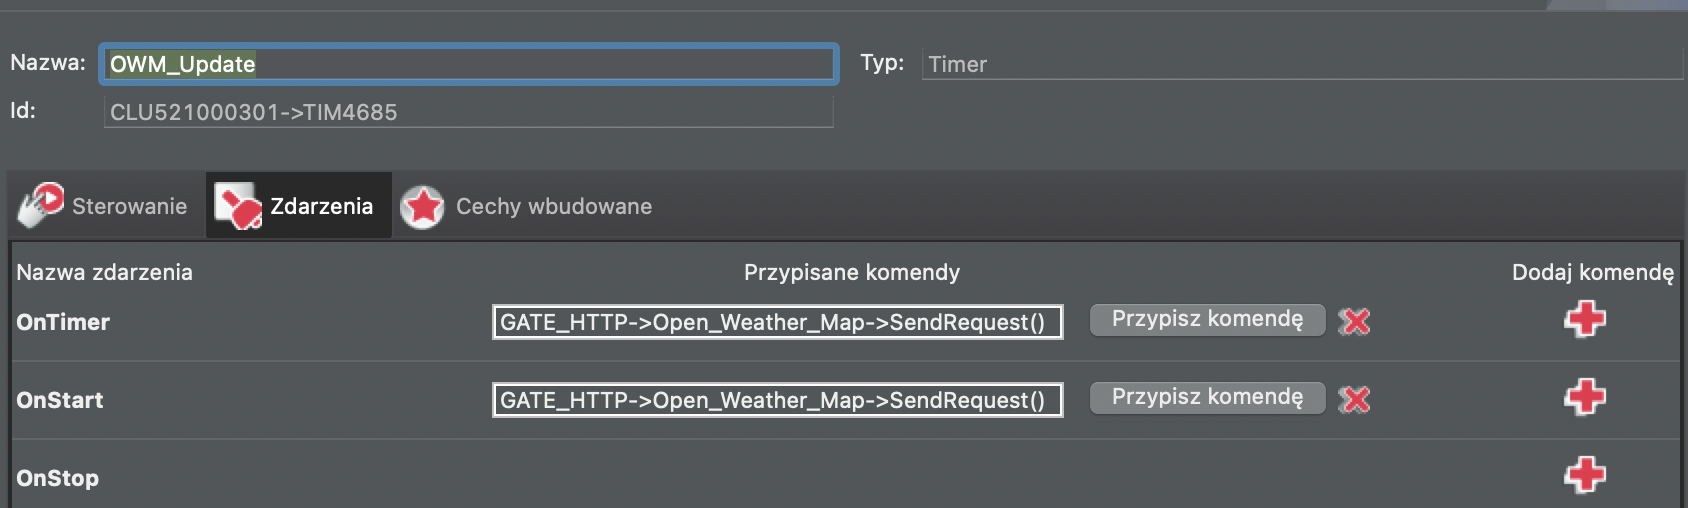 Nazwa: OWM_Update Typ: Timer
Id: CLU521000301->TIM4685
Sterowanie Zdarzenia Cechy wbudowane
Nazwa zdarzenia Przypisane komendy Dodaj komendę
OnTimer GATE_HTTP->Open_Weather_Map->SendRequest() Przypisz komendę
OnStart GATE_HTTP->Open_Weather_Map->SendRequest() Przypisz komendę
OnStop